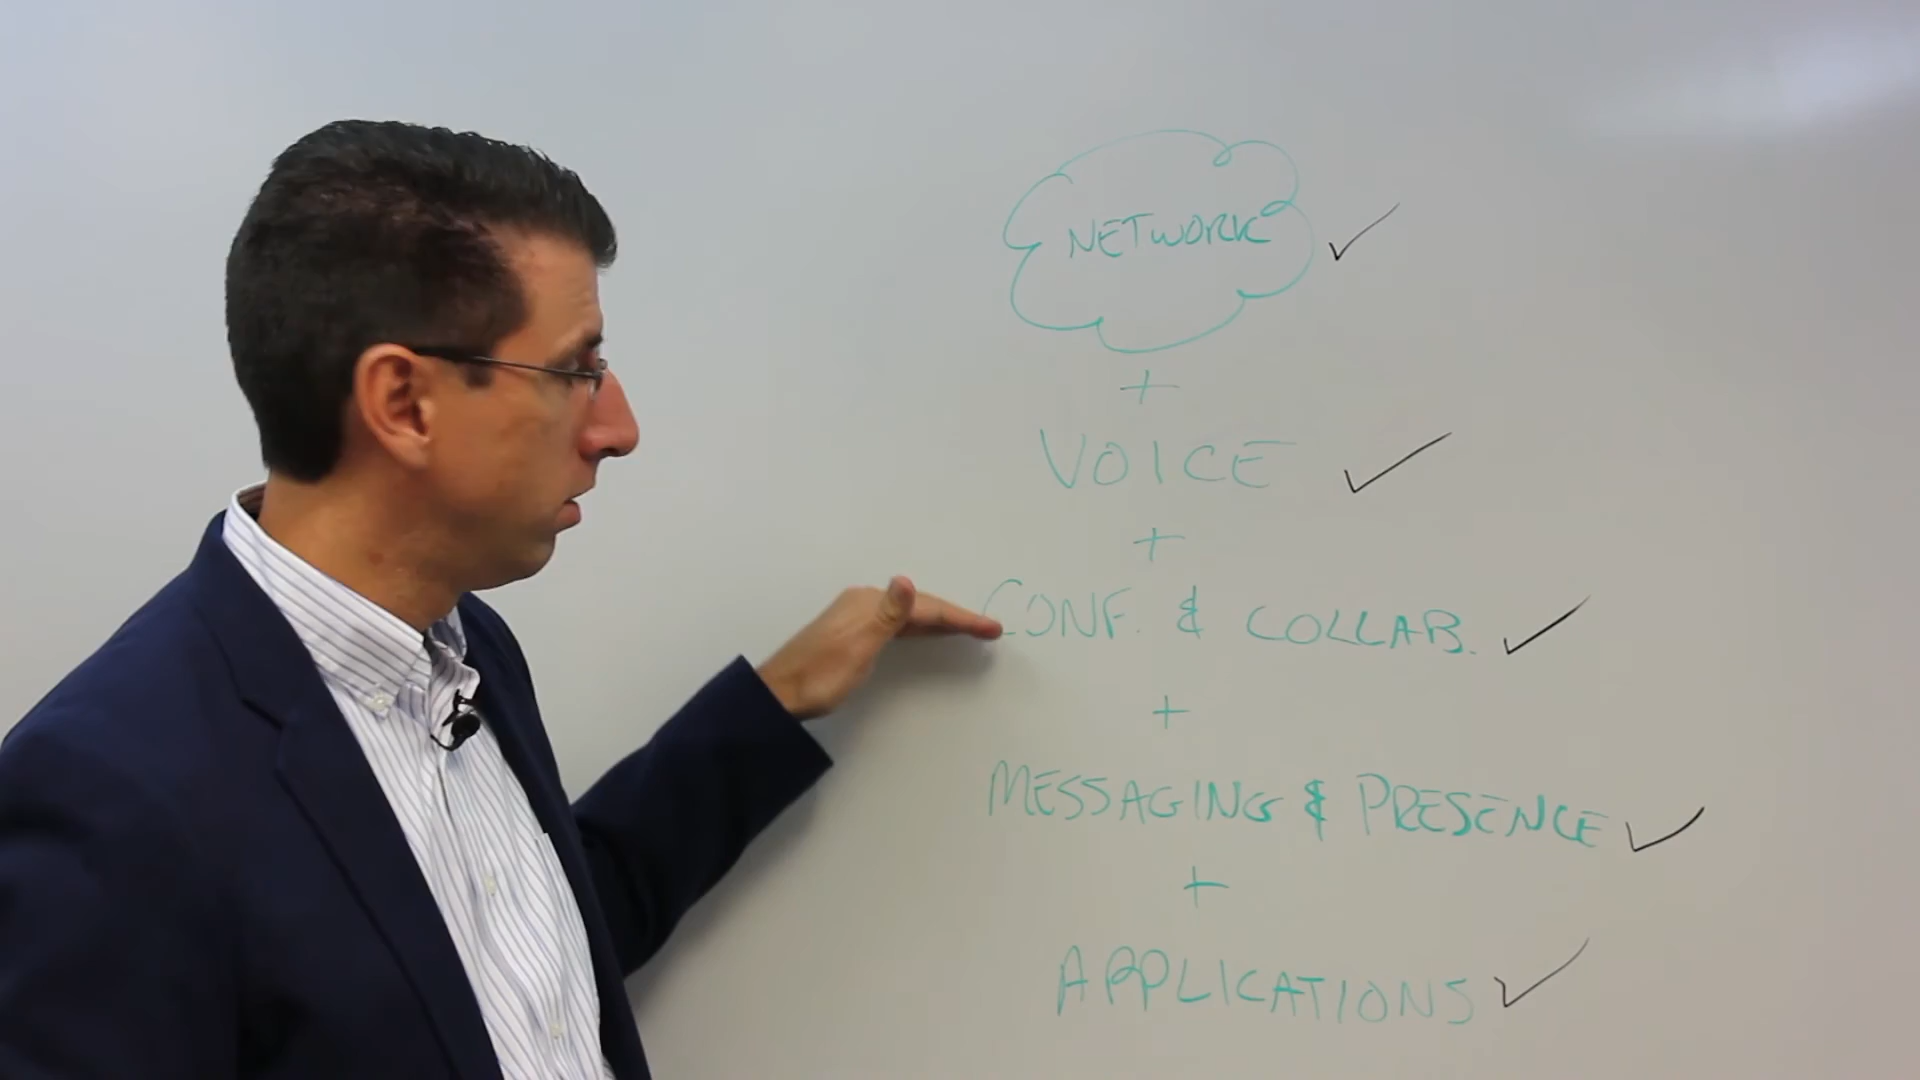 NETWORK ✓
+
VOICE ✓
+
CONF. & COLLAB. ✓
+
MESSAGING & PRESENCE ✓
+
APPLICATIONS ✓